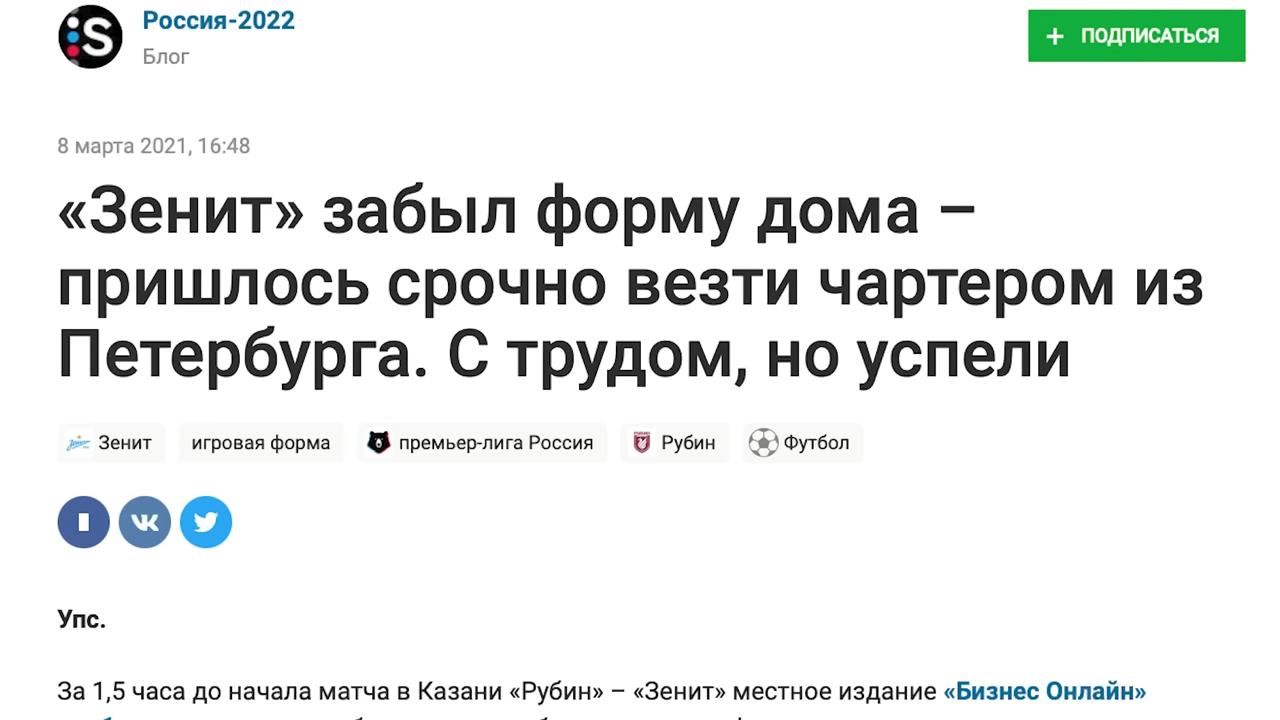 Россия-2022
Блог
+ ПОДПИСАТЬСЯ
8 марта 2021, 16:48
«Зенит» забыл форму дома –
пришлось срочно везти чартером из
Петербурга. С трудом, но успели
Зенит игровая форма премьер-лига Россия Рубин Футбол
Упс.
За 1,5 часа до начала матча в Казани «Рубин» – «Зенит» местное издание «Бизнес Онлайн»